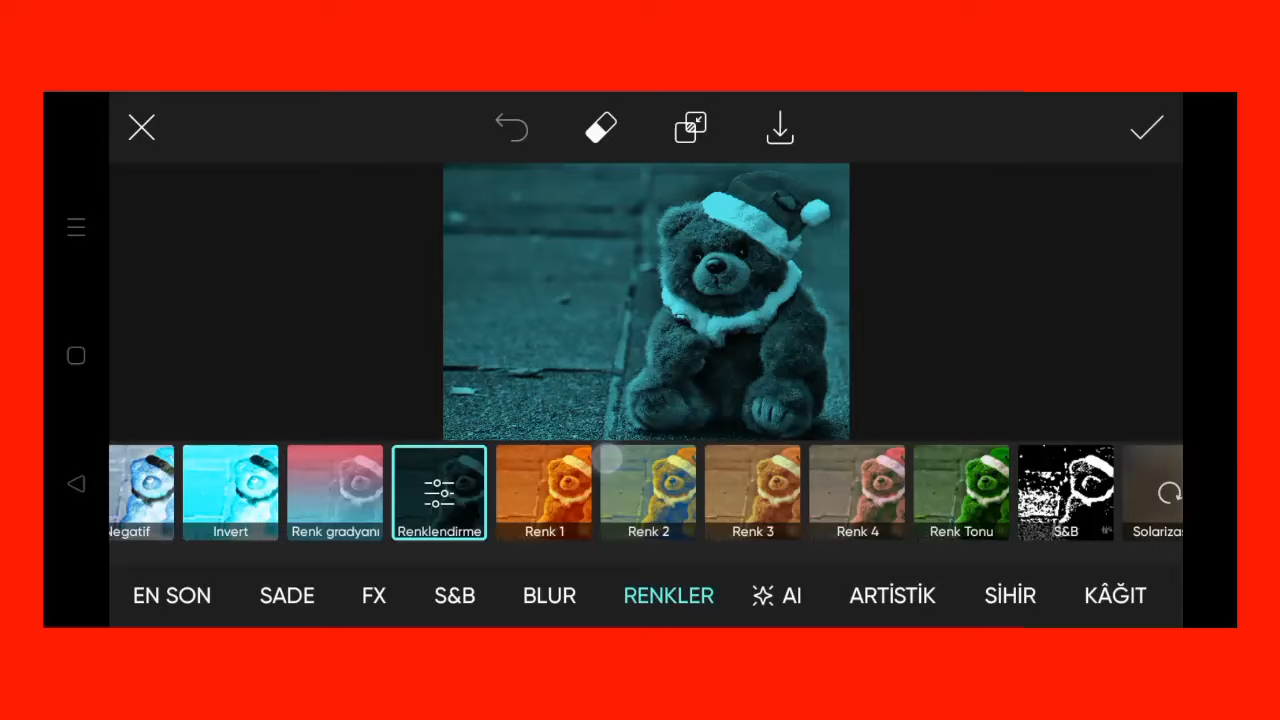 Negatif Invert Renk gradyanı Renklendirme Renk 1 Renk 2 Renk 3 Renk 4 Renk Tonu S&B Solariza
EN SON SADE FX S&B BLUR RENKLER AI ARTİSTİK SİHİR KÂĞIT